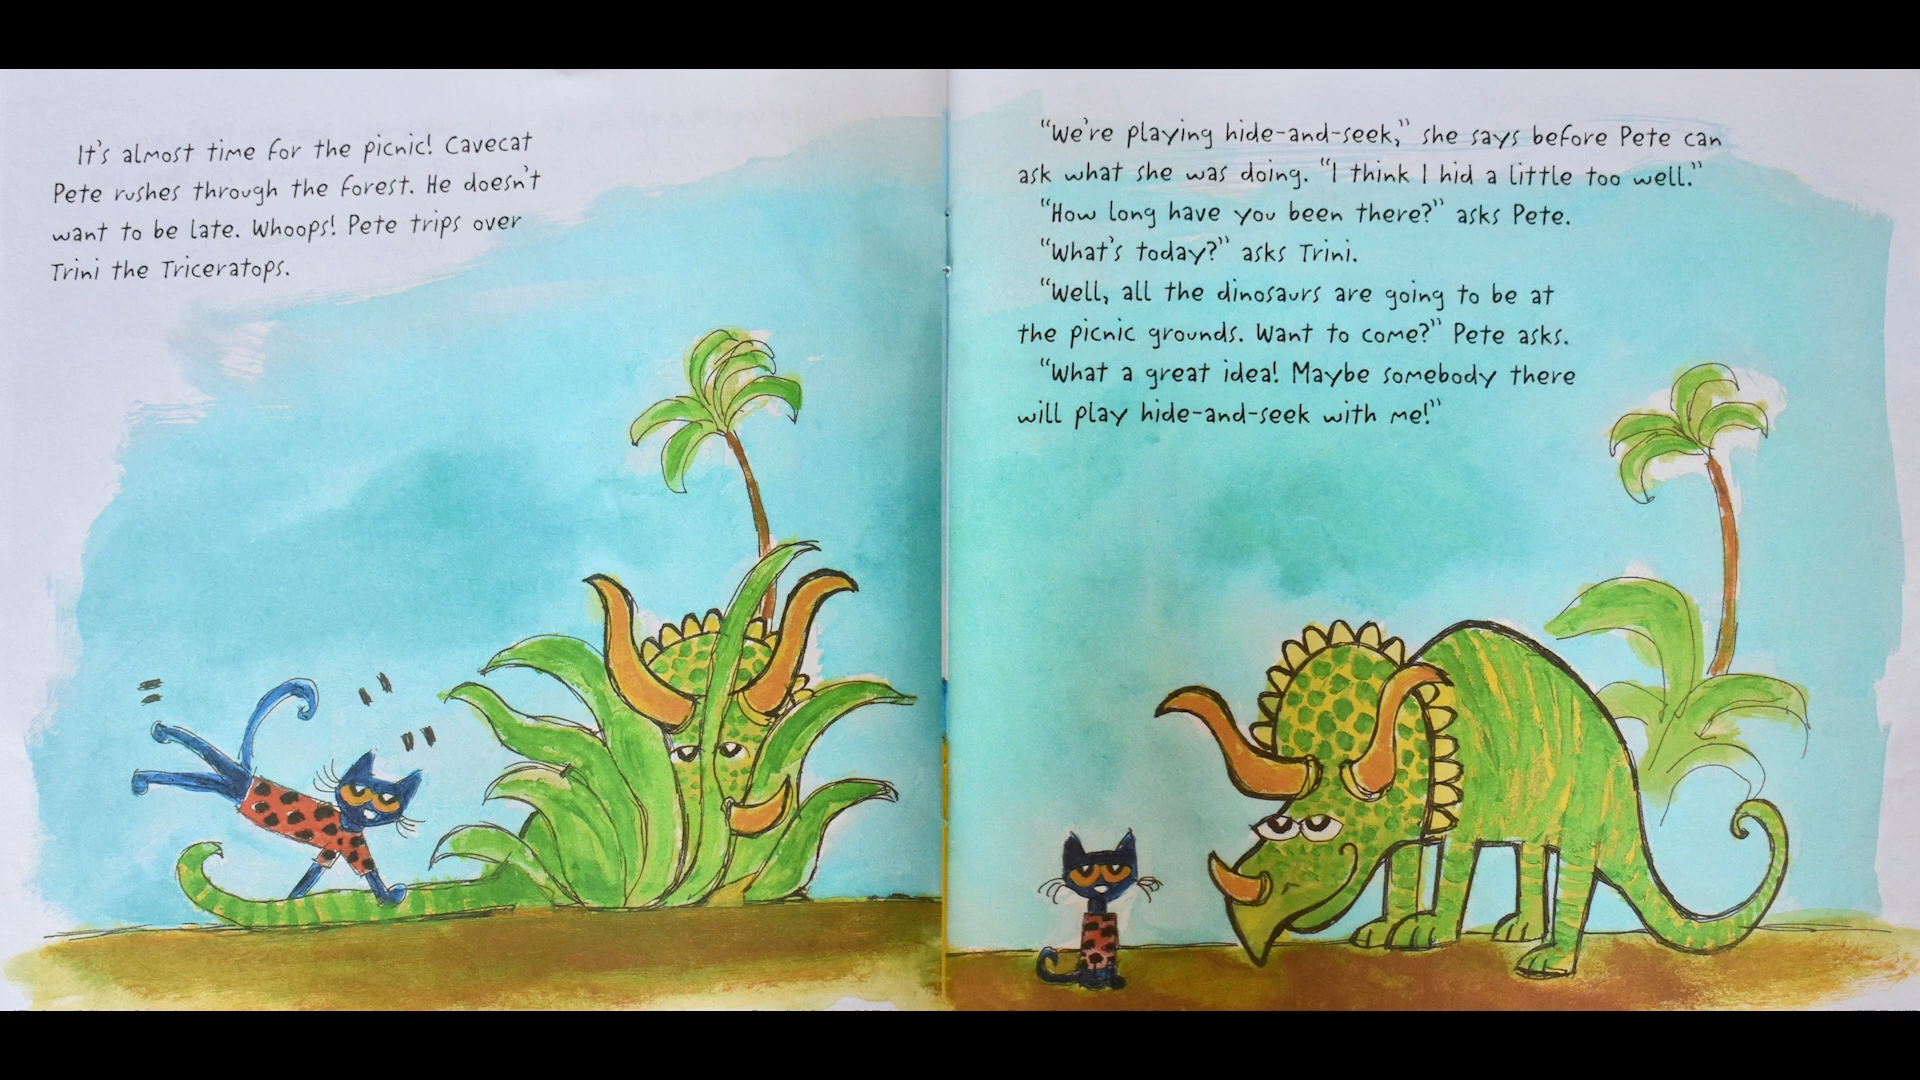 It's almost time for the picnic! Cavecat
Pete rushes through the forest. He doesn't
want to be late. Whoops! Pete trips over
Trini the Triceratops.
“We're playing hide-and-seek,” she says before Pete can
ask what she was doing. “I think I hid a little too well.”
“How long have you been there?” asks Pete.
“What's today?” asks Trini.
“Well, all the dinosaurs are going to be at
the picnic grounds. Want to come?” Pete asks.
“What a great idea! Maybe somebody there
will play hide-and-seek with me!”